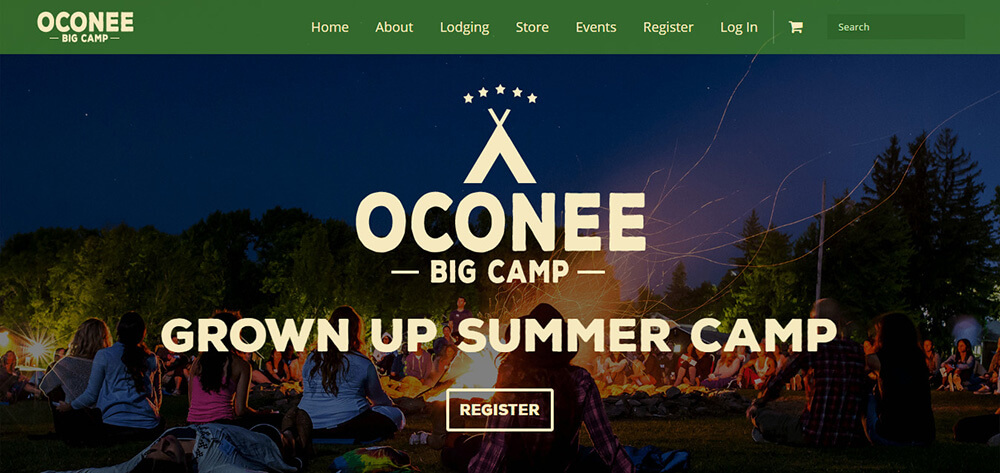 OCONEE
BIG CAMP
Home About Lodging Store Events Register Log In Search
OCONEE
— BIG CAMP —
GROWN UP SUMMER CAMP
REGISTER